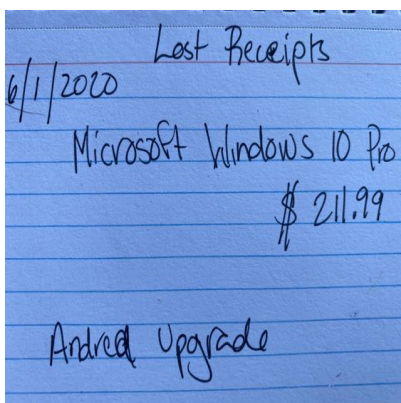 Lost Receipts
6/1/2020
Microsoft Windows 10 Pro
$ 211.99
Andrea Upgrade